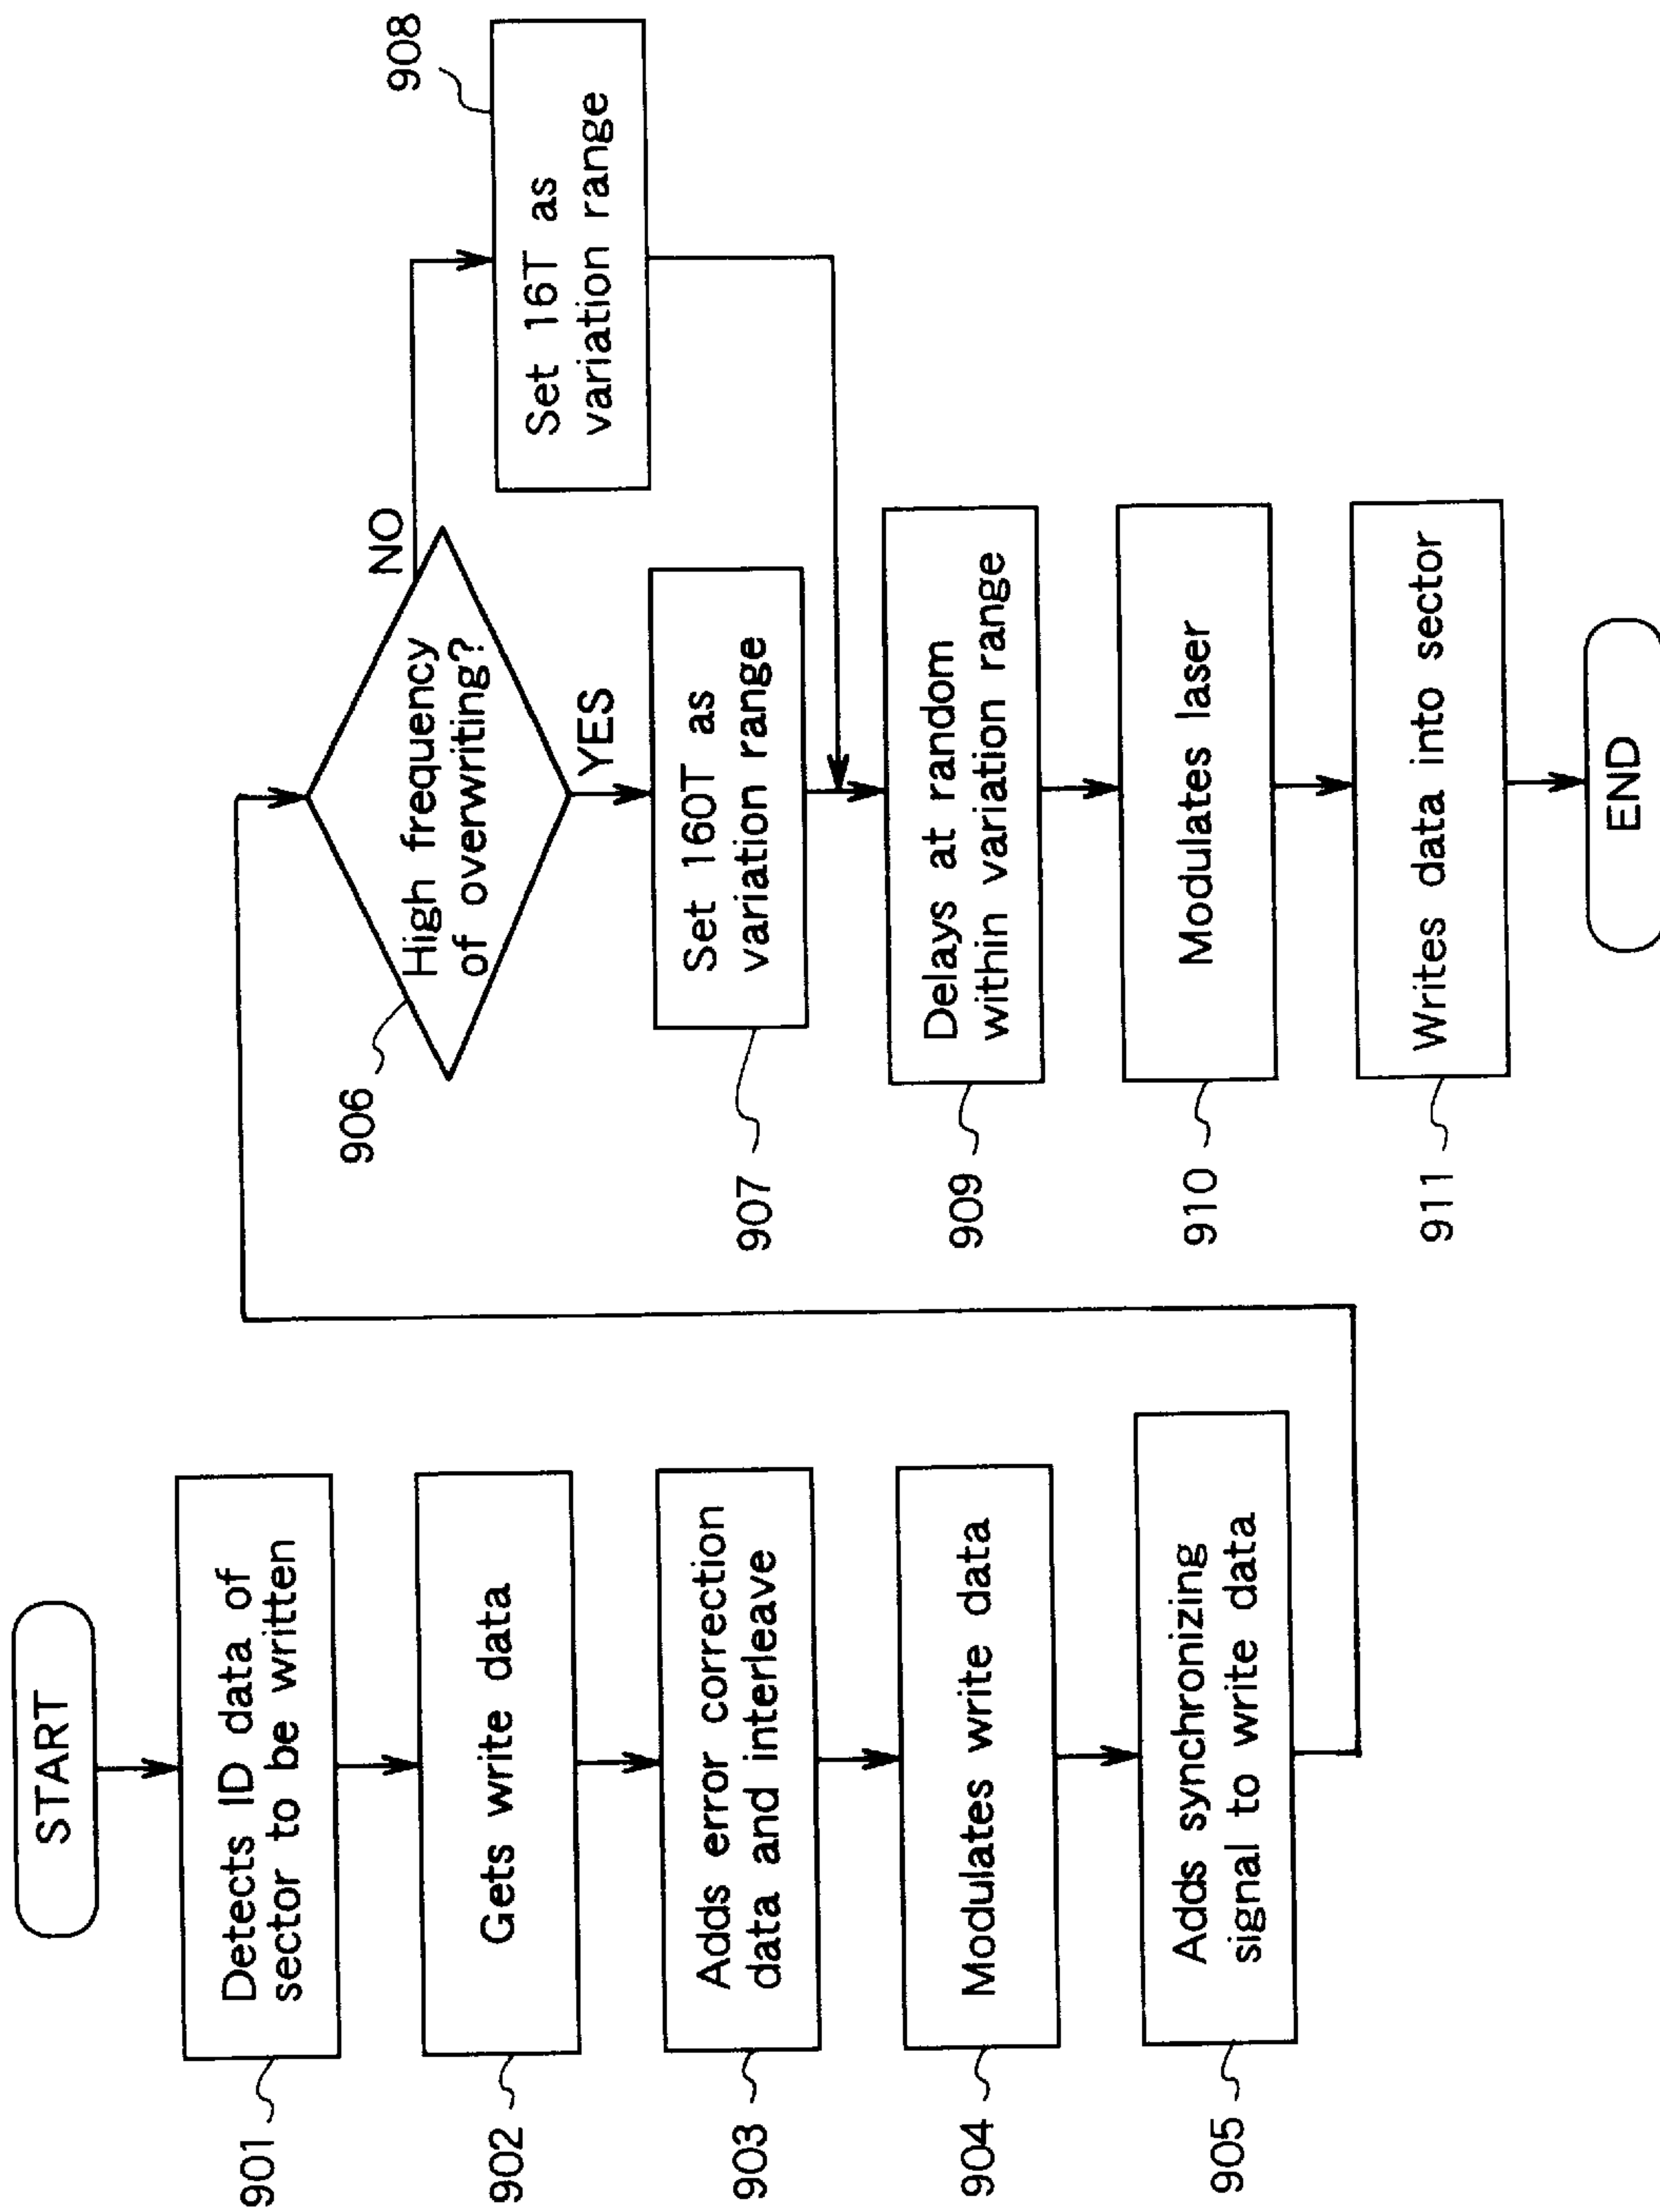 START
901
Detects ID data of
sector to be written
902
Gets write data
903
Adds error correction
data and interleave
904
Modulates write data
905
Adds synchronizing
signal to write data
906
High frequency
of overwriting?
NO
YES
907
Set 160T as
variation range
908
Set 16T as
variation range
909
Delays at random
within variation range
910
Modulates laser
911
Writes data into sector
END